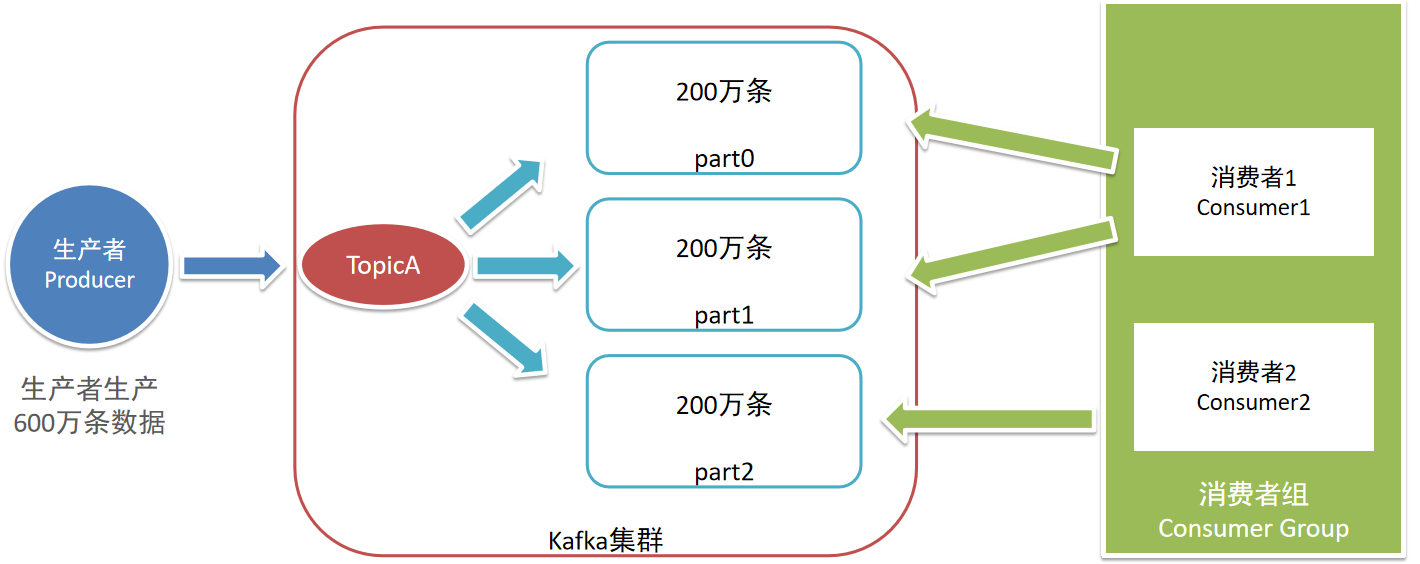 生产者
Producer
生产者生产
600万条数据
TopicA
200万条
part0
200万条
part1
200万条
part2
Kafka集群
消费者1
Consumer1
消费者2
Consumer2
消费者组
Consumer Group